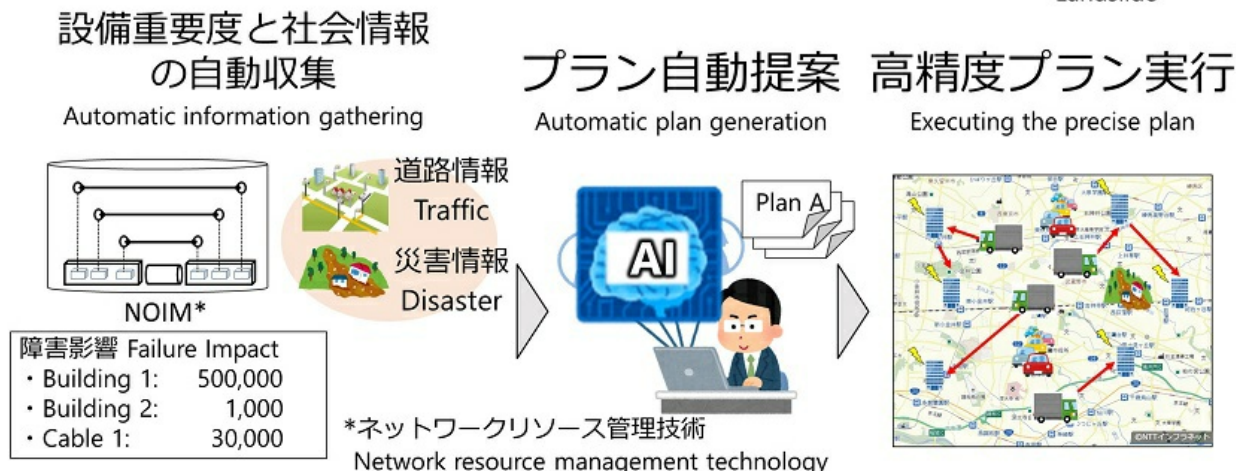 設備重要度と社会情報
の自動収集
Automatic information gathering
道路情報
Traffic
災害情報
Disaster
NOIM*
障害影響 Failure Impact
・Building 1: 500,000
・Building 2: 1,000
・Cable 1: 30,000
プラン自動提案
Automatic plan generation
Plan A
AI
*ネットワークリソース管理技術
Network resource management technology
高精度プラン実行
Executing the precise plan
©NTTインフラネット